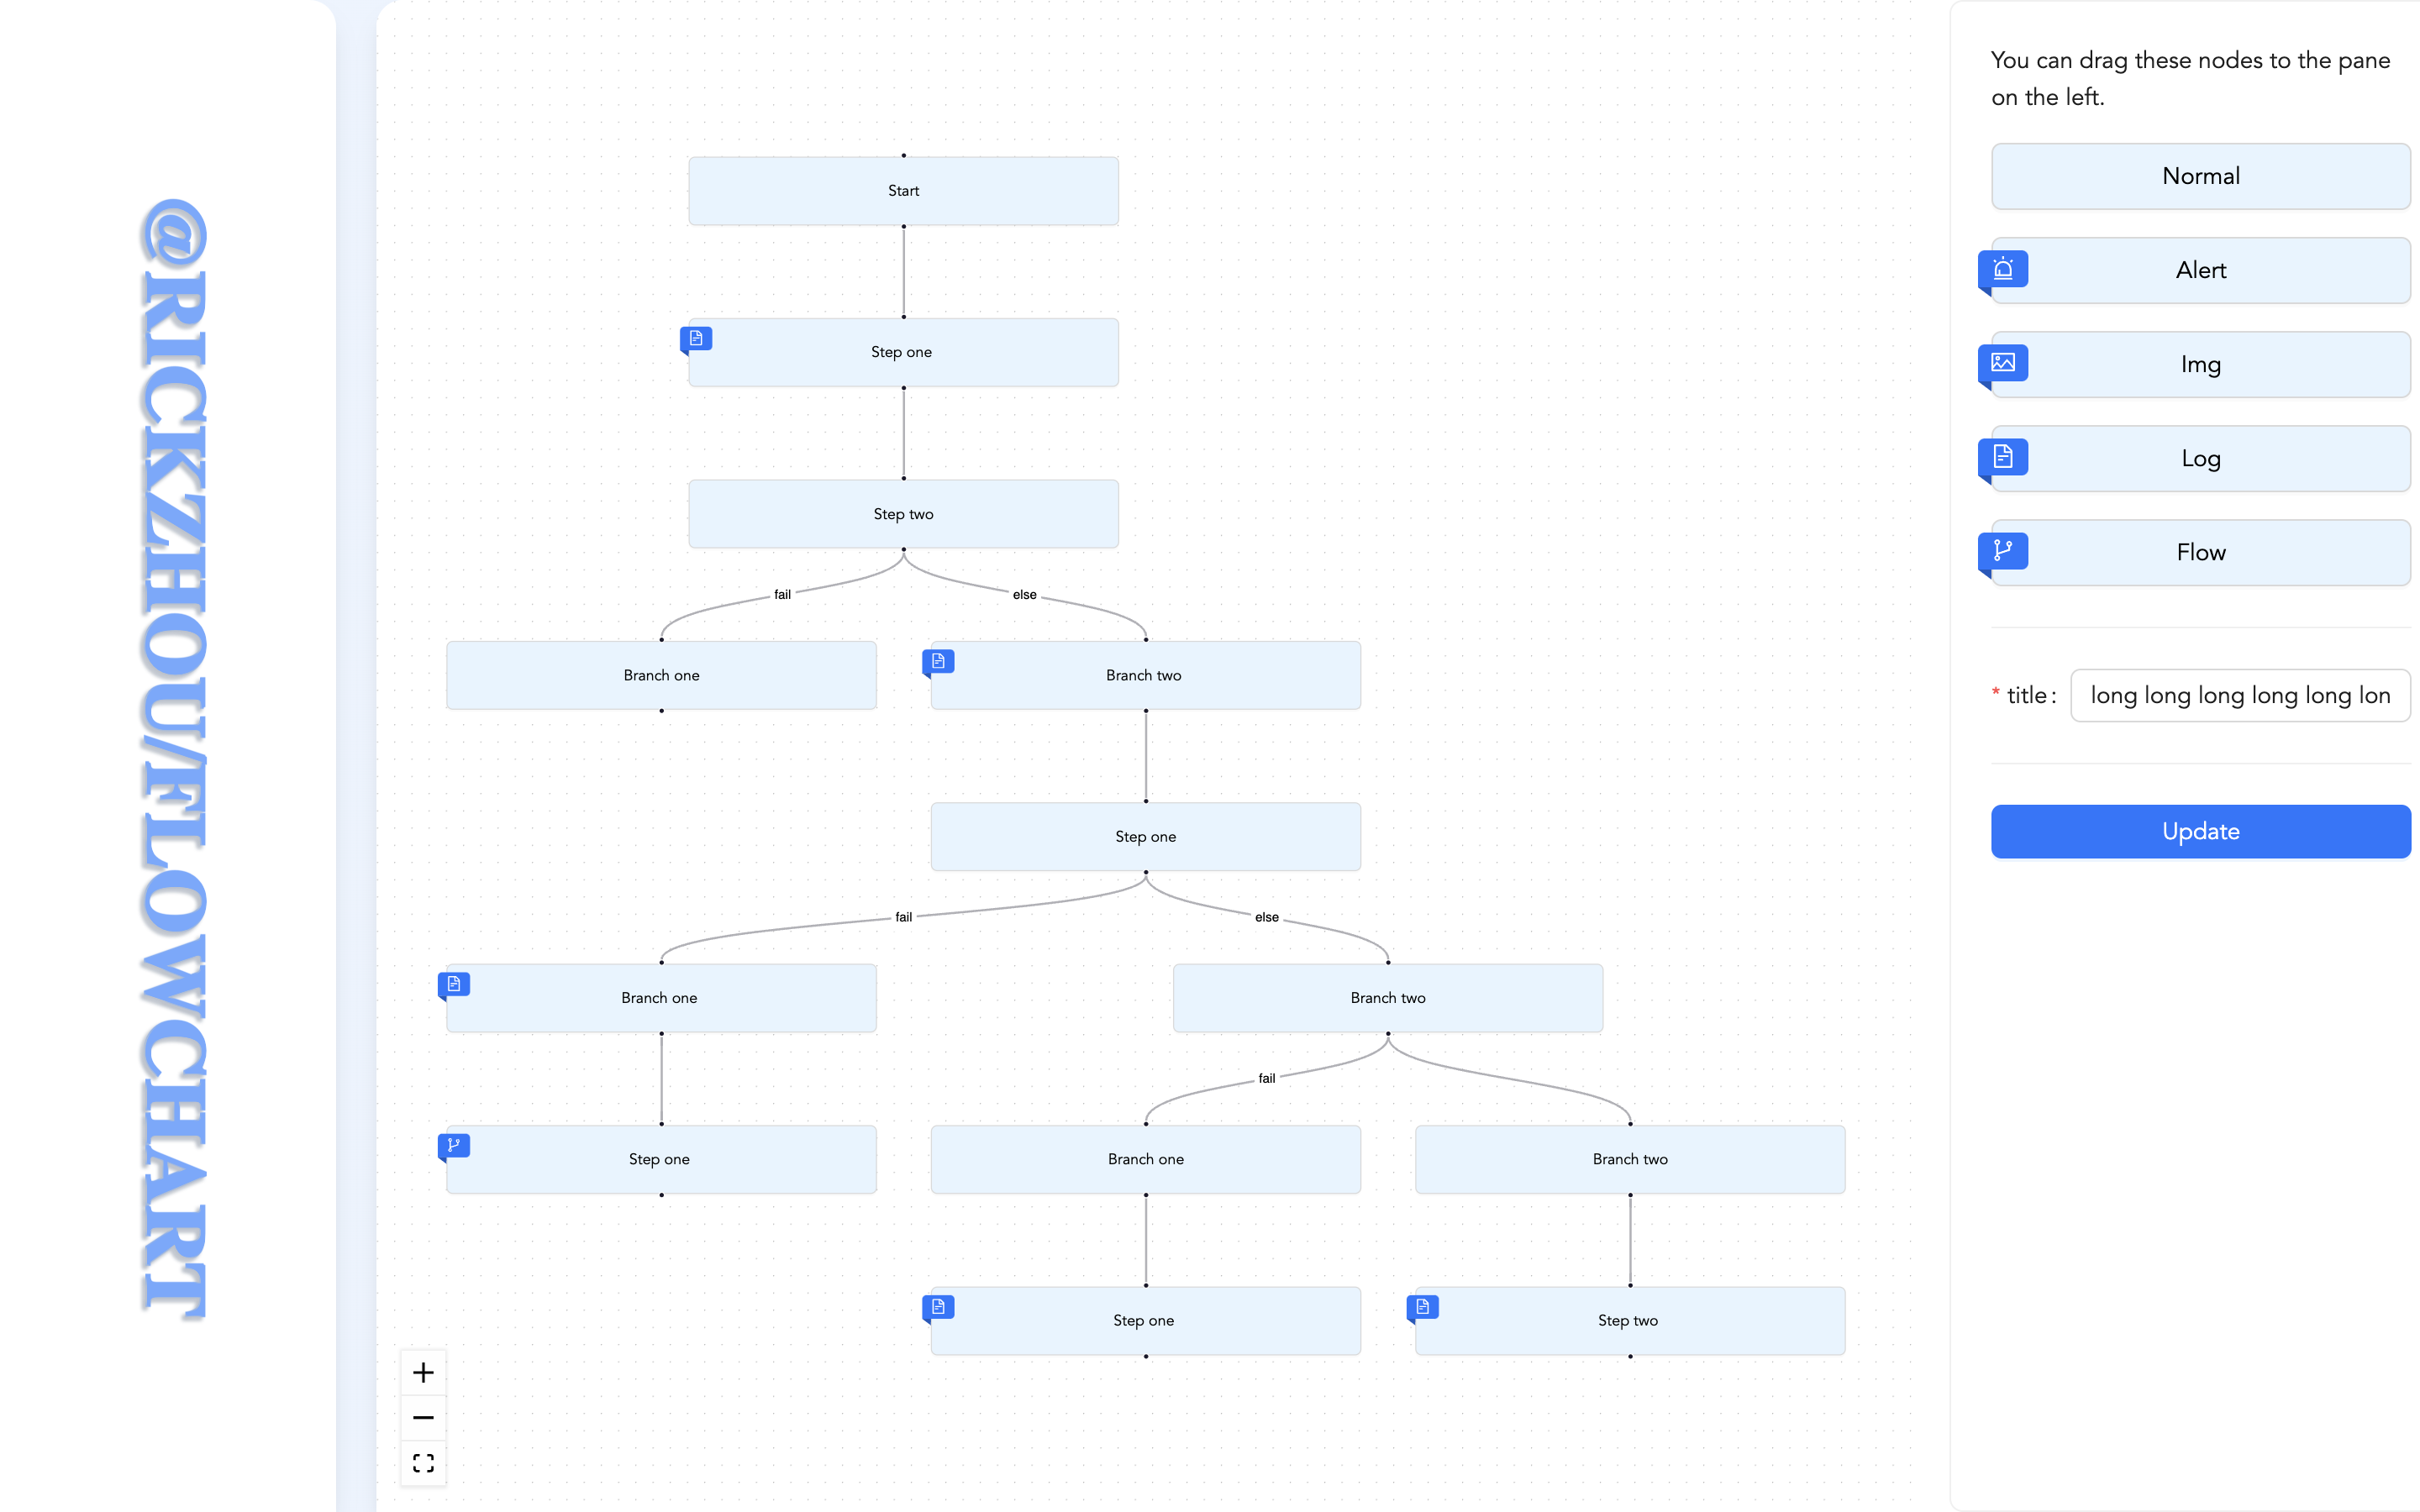 @RICKZHOU/FLOWCHART
Start
Step one
Step two
fail
else
Branch one
Branch two
Step one
fail
else
Branch one
Branch two
fail
Step one
Branch one
Branch two
Step one
Step two
You can drag these nodes to the pane
on the left.
Normal
Alert
Img
Log
Flow
* title :
long long long long long lon
Update